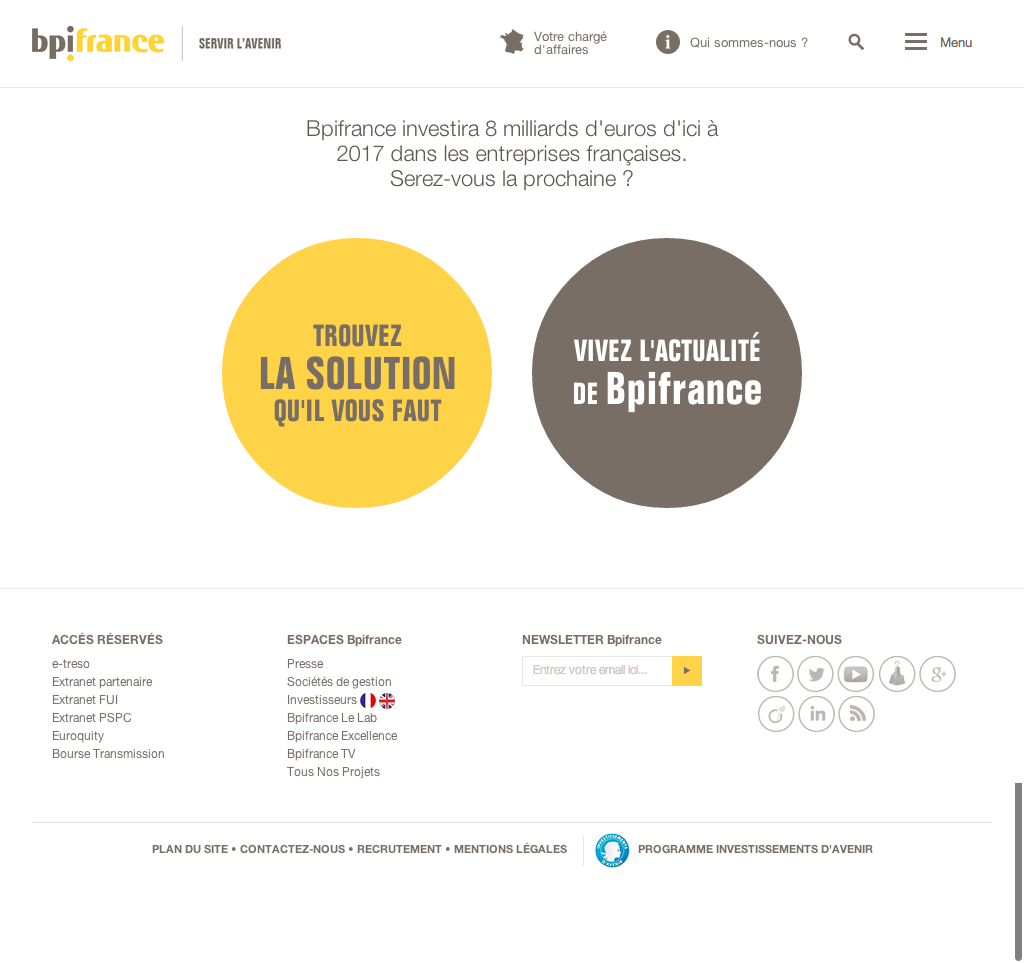 bpifrance
SERVIR L'AVENIR
Votre chargé
d'affaires
Qui sommes-nous ?
Menu
Bpifrance investira 8 milliards d'euros d'ici à
2017 dans les entreprises françaises.
Serez-vous la prochaine ?
TROUVEZ
LA SOLUTION
QU'IL VOUS FAUT
VIVEZ L'ACTUALITÉ
DE Bpifrance
ACCÉS RÉSERVÉS
e-treso
Extranet partenaire
Extranet FUI
Extranet PSPC
Euroquity
Bourse Transmission
ESPACES Bpifrance
Presse
Sociétés de gestion
Investisseurs
Bpifrance Le Lab
Bpifrance Excellence
Bpifrance TV
Tous Nos Projets
NEWSLETTER Bpifrance
Entrez votre email ici...
SUIVEZ-NOUS
PLAN DU SITE • CONTACTEZ-NOUS • RECRUTEMENT • MENTIONS LÉGALES
PROGRAMME INVESTISSEMENTS D'AVENIR